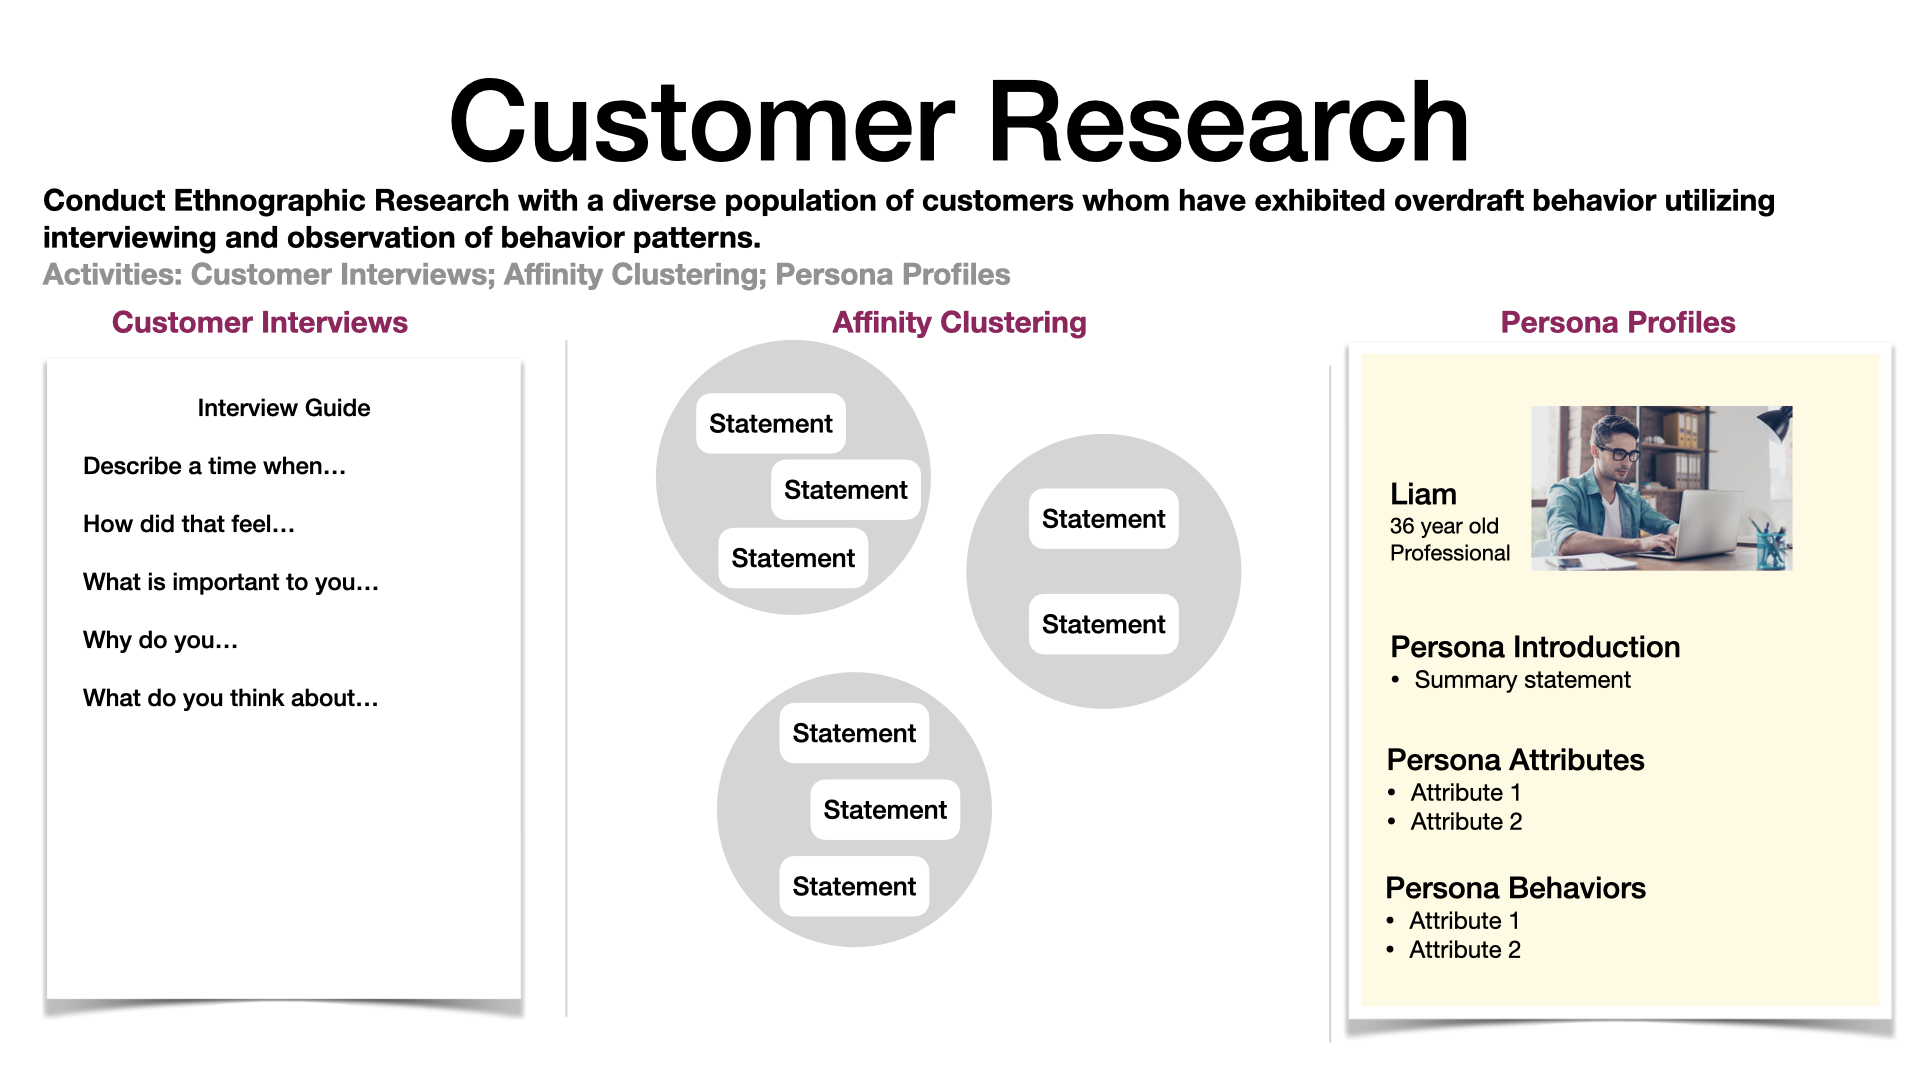 Customer Research
Conduct Ethnographic Research with a diverse population of customers whom have exhibited overdraft behavior utilizing
interviewing and observation of behavior patterns.
Activities: Customer Interviews; Affinity Clustering; Persona Profiles
Customer Interviews
Interview Guide
Describe a time when…
How did that feel…
What is important to you…
Why do you…
What do you think about…
Affinity Clustering
Statement
Statement
Statement
Statement
Statement
Statement
Statement
Statement
Persona Profiles
Liam
36 year old
Professional
Persona Introduction
• Summary statement
Persona Attributes
• Attribute 1
• Attribute 2
Persona Behaviors
• Attribute 1
• Attribute 2